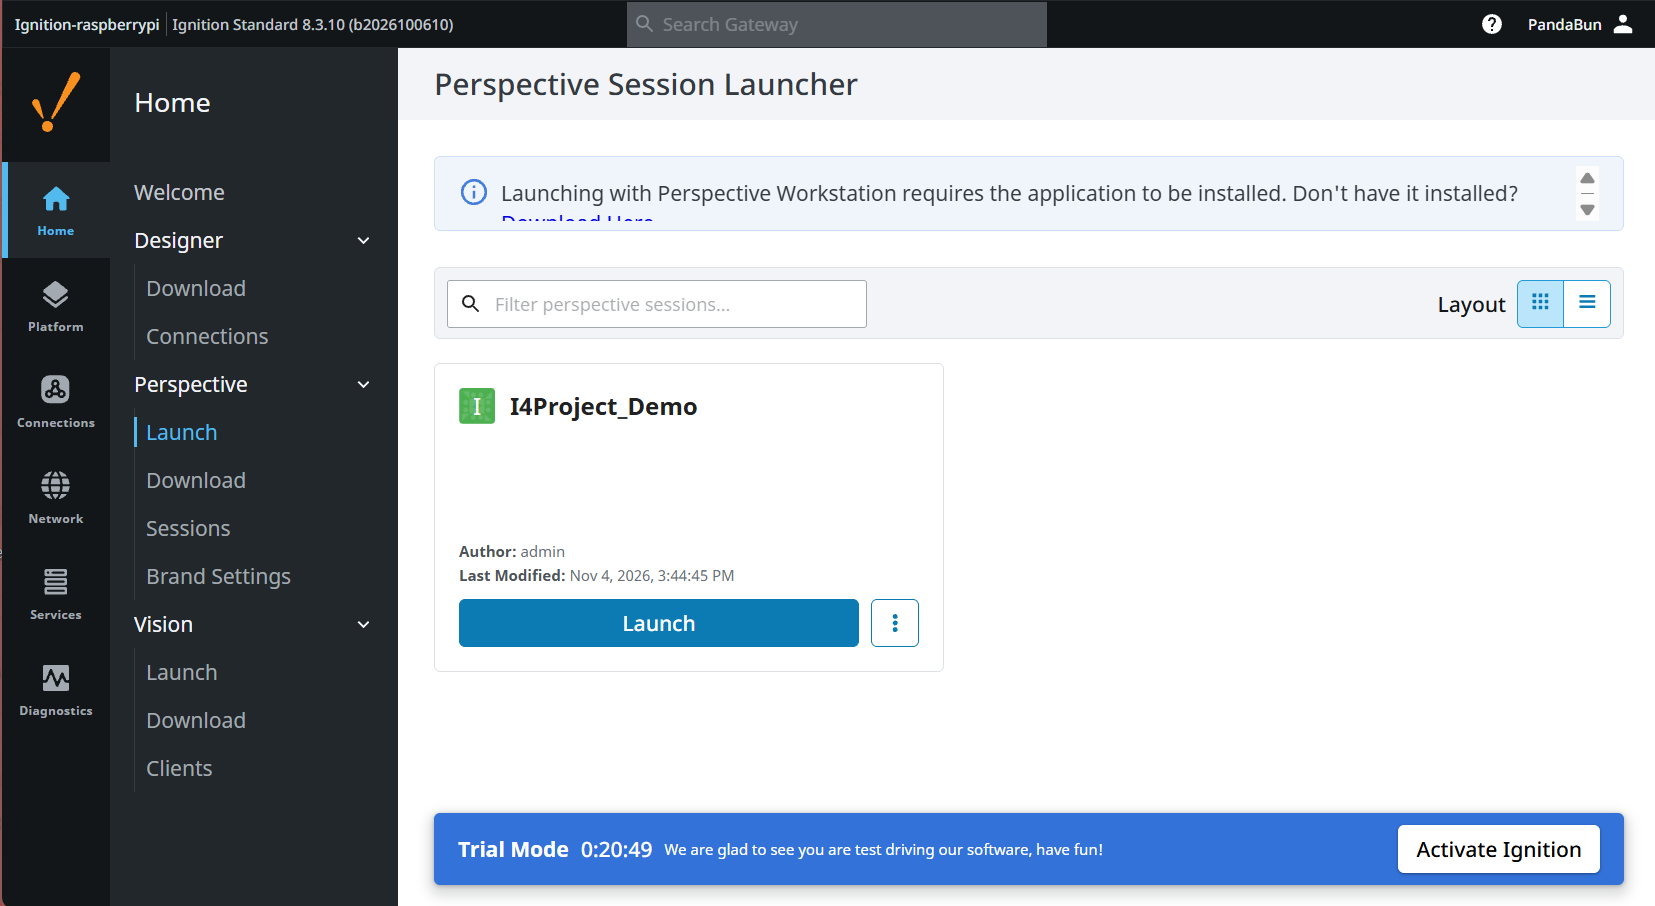 Ignition-raspberrypi
Ignition Standard 8.3.10 (b2026100610)
Search Gateway
PandaBun
Home
Platform
Connections
Network
Services
Diagnostics
Home
Welcome
Designer
Download
Connections
Perspective
Launch
Download
Sessions
Brand Settings
Vision
Launch
Download
Clients
Perspective Session Launcher
Launching with Perspective Workstation requires the application to be installed. Don't have it installed?
Download Here
Filter perspective sessions...
Layout
I
I4Project_Demo
Author: admin
Last Modified: Nov 4, 2026, 3:44:45 PM
Launch
Trial Mode 0:20:49 We are glad to see you are test driving our software, have fun!
Activate Ignition